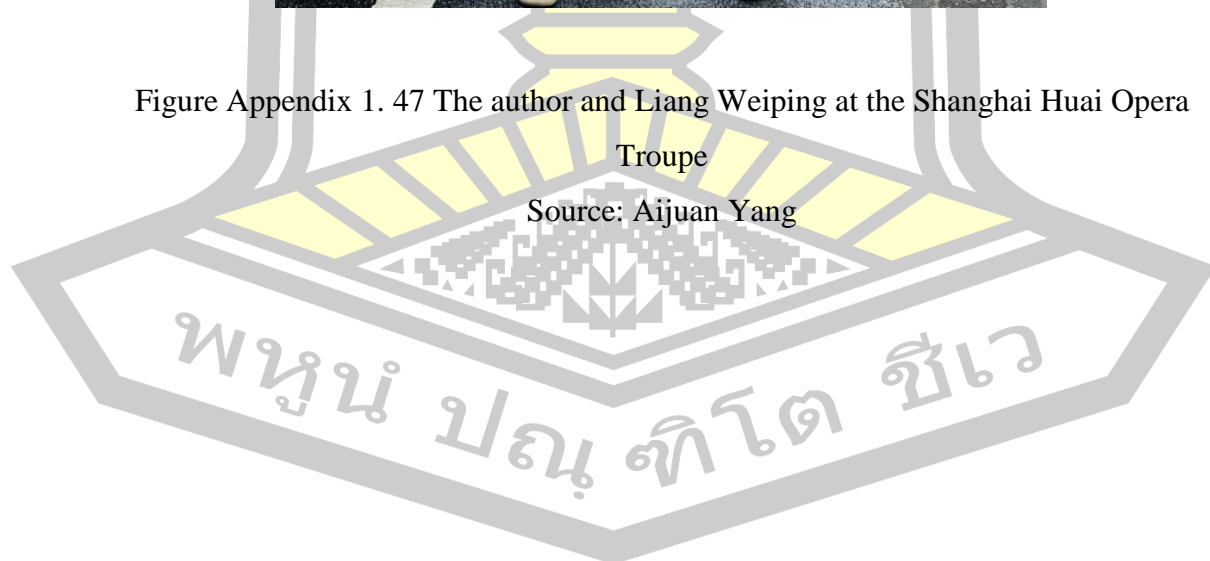 Figure Appendix 1. 47 The author and Liang Weiping at the Shanghai Huai Opera
Troupe
Source: Aijuan Yang
พหูนํ ปณฺฑิโต ชีเว